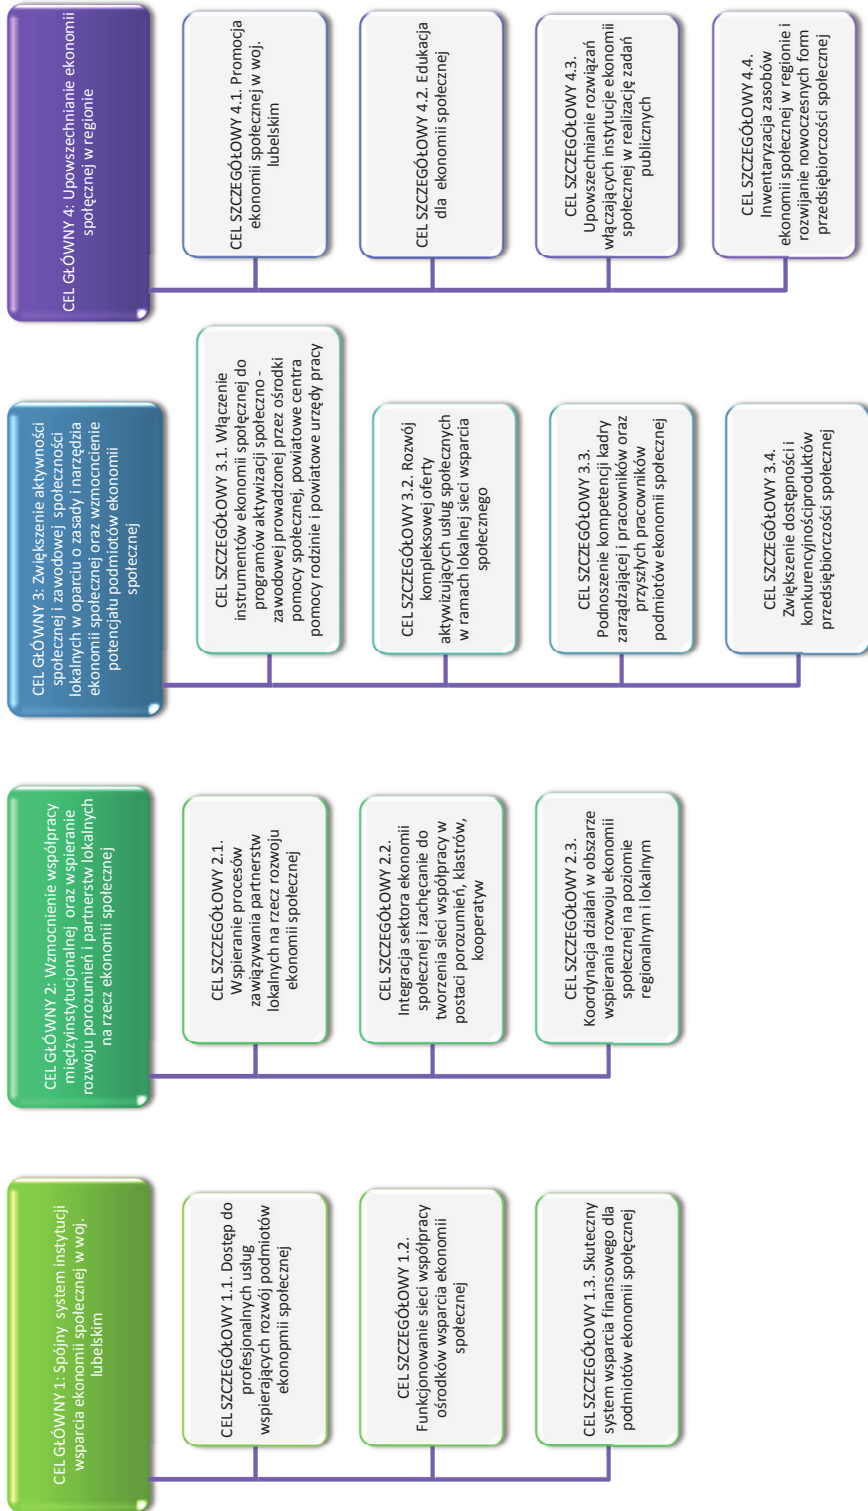 CEL GŁÓWNY 1: Spójny system instytucji
wsparcia ekonomii społecznej w woj.
lubelskim
CEL SZCZEGÓŁOWY 1.1. Dostęp do
profesjonalnych usług
wspierających rozwój podmiotów
ekonopmii społecznej
CEL SZCZEGÓŁOWY 1.2.
Funkcjonowanie sieci współpracy
ośrodków wsparcia ekonomii
społecznej
CEL SZCZEGÓŁOWY 1.3. Skuteczny
system wsparcia finansowego dla
podmiotów ekonomii społęcznej
CEL GŁÓWNY 2: Wzmocnienie współpracy
międzyinstytucjonalnej oraz wspieranie
rozwoju porozumień i partnerstw lokalnych
na rzecz ekonomii społecznej
CEL SZCZEGÓŁOWY 2.1.
Wspieranie procesów
zawiązywania partnerstw
lokalnych na rzecz rozwoju
ekonomii społecznej
CEL SZCZEGÓŁOWY 2.2.
Integracja sektora ekonomii
społecznej i zachęcanie do
tworzenia sieci współpracy w
postaci porozumień, klastrów,
kooperatyw
CEL SZCZEGÓŁOWY 2.3.
Koordynacja działań w obszarze
wspierania rozwoju ekonomii
społecznej na poziomie
regionalnym i lokalnym
CEL GŁÓWNY 3: Zwiększenie aktywności
społecznej i zawodowej społeczności
lokalnych w oparciu o zasady i narzędzia
ekonomii społecznej oraz wzmocncienie
potencjału podmiotów ekonomii
społecznej
CEL SZCZEGÓŁOWY 3.1. Włączenie
instrumentów ekonomii społęcznej do
programów aktywizacji społeczno -
zawodowej prowadzonej przez ośrodki
pomocy społecznej, powiatowe centra
pomocy rodzinie i powiatowe urzędy pracy
CEL SZCZEGÓŁOWY 3.2. Rozwój
kompleksowej oferty
aktywizujących usług społecznych
w ramach lokalnej sieci wsparcia
społecznego
CEL SZCZEGÓŁOWY 3.3.
Podnoszenie kompetencji kadry
zarządzającej i pracowników oraz
przyszłych pracowników
podmiotów ekonomii społecznej
CEL SZCZEGÓŁOWY 3.4.
Zwiększenie dostępności i
konkurencyjnościproduktów
przedsiębiorczości społecznej
CEL GŁÓWNY 4: Upowszechnianie ekonomii
społęcznej w regionie
CEL SZCZEGÓŁOWY 4.1. Promocja
ekonomii społecznej w woj.
lubelskim
CEL SZCZEGÓŁOWY 4.2. Edukacja
dla ekonomii społecznej
CEL SZCZEGÓŁOWY 4.3.
Upowszechnianie rozwiązań
włączających instytucje ekonomii
społecznej w realizację zadań
publicznych
CEL SZCZEGÓŁOWY 4.4.
Inwentaryzacja zasobów
ekonomii społecznej w regionie i
rozwijanie nowoczesnych form
przedsiębiorczości społecznej